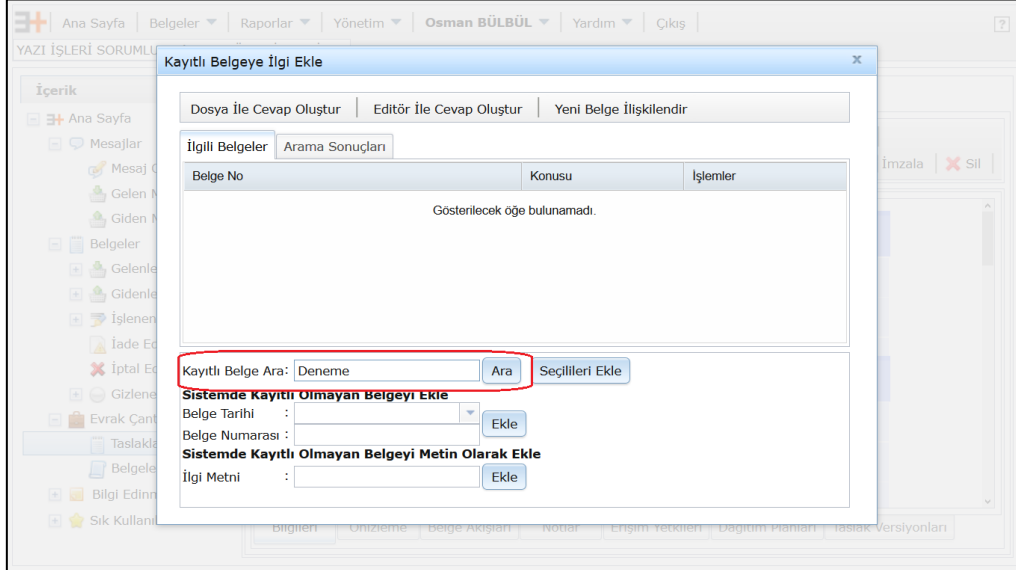 Ana Sayfa Belgeler Raporlar Yönetim Osman BÜLBÜL Yardım Çıkış ?
YAZI İŞLERİ SORUMLU
Kayıtlı Belgeye İlgi Ekle x
İçerik
Dosya İle Cevap Oluştur Editör İle Cevap Oluştur Yeni Belge İlişkilendir
Ana Sayfa
Mesajlar
İlgili Belgeler Arama Sonuçları
Mesaj İmzala Sil
Belge No Konusu İşlemler
Gelen
Gösterilecek öğe bulunamadı.
Giden
Belgeler
Gelenle
Gidenle
İşlenen
İade
İptal
Kayıtlı Belge Ara: Deneme Ara Seçilileri Ekle
Gizlene
Sistemde Kayıtlı Olmayan Belgeyi Ekle
Belge Tarihi :
Evrak Çant
Ekle
Belge Numarası :
Taslakla
Sistemde Kayıtlı Olmayan Belgeyi Metin Olarak Ekle
Belgele
İlgi Metni : Ekle
Bilgi Edinm
Sık Kullanıl
Bilgileri Önizleme Belge Akışları Notlar Erişim Yetkileri Dağıtım Planları Taslak Versiyonları